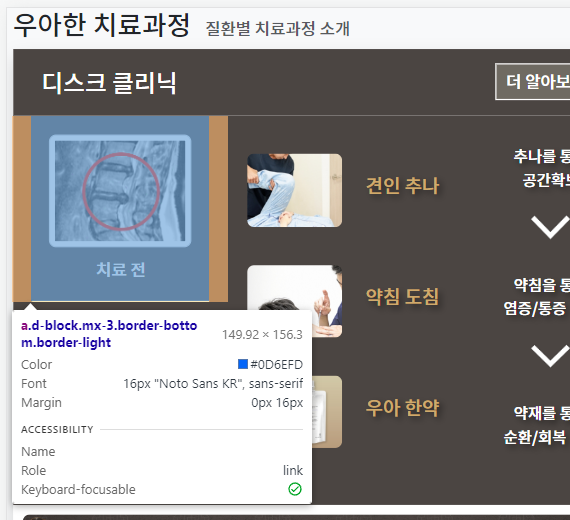 우아한 치료과정 질환별 치료과정 소개
디스크 클리닉
더 알아보
치료 전
견인 추나
추나를 통
공간확보
약침 도침
약침을 통
염증/통증
우아 한약
약재를 통
순환/회복
a.d-block.mx-3.border-botto
m.border-light
149.92 × 156.3
Color #0D6EFD
Font 16px "Noto Sans KR", sans-serif
Margin 0px 16px
ACCESSIBILITY
Name
Role link
Keyboard-focusable